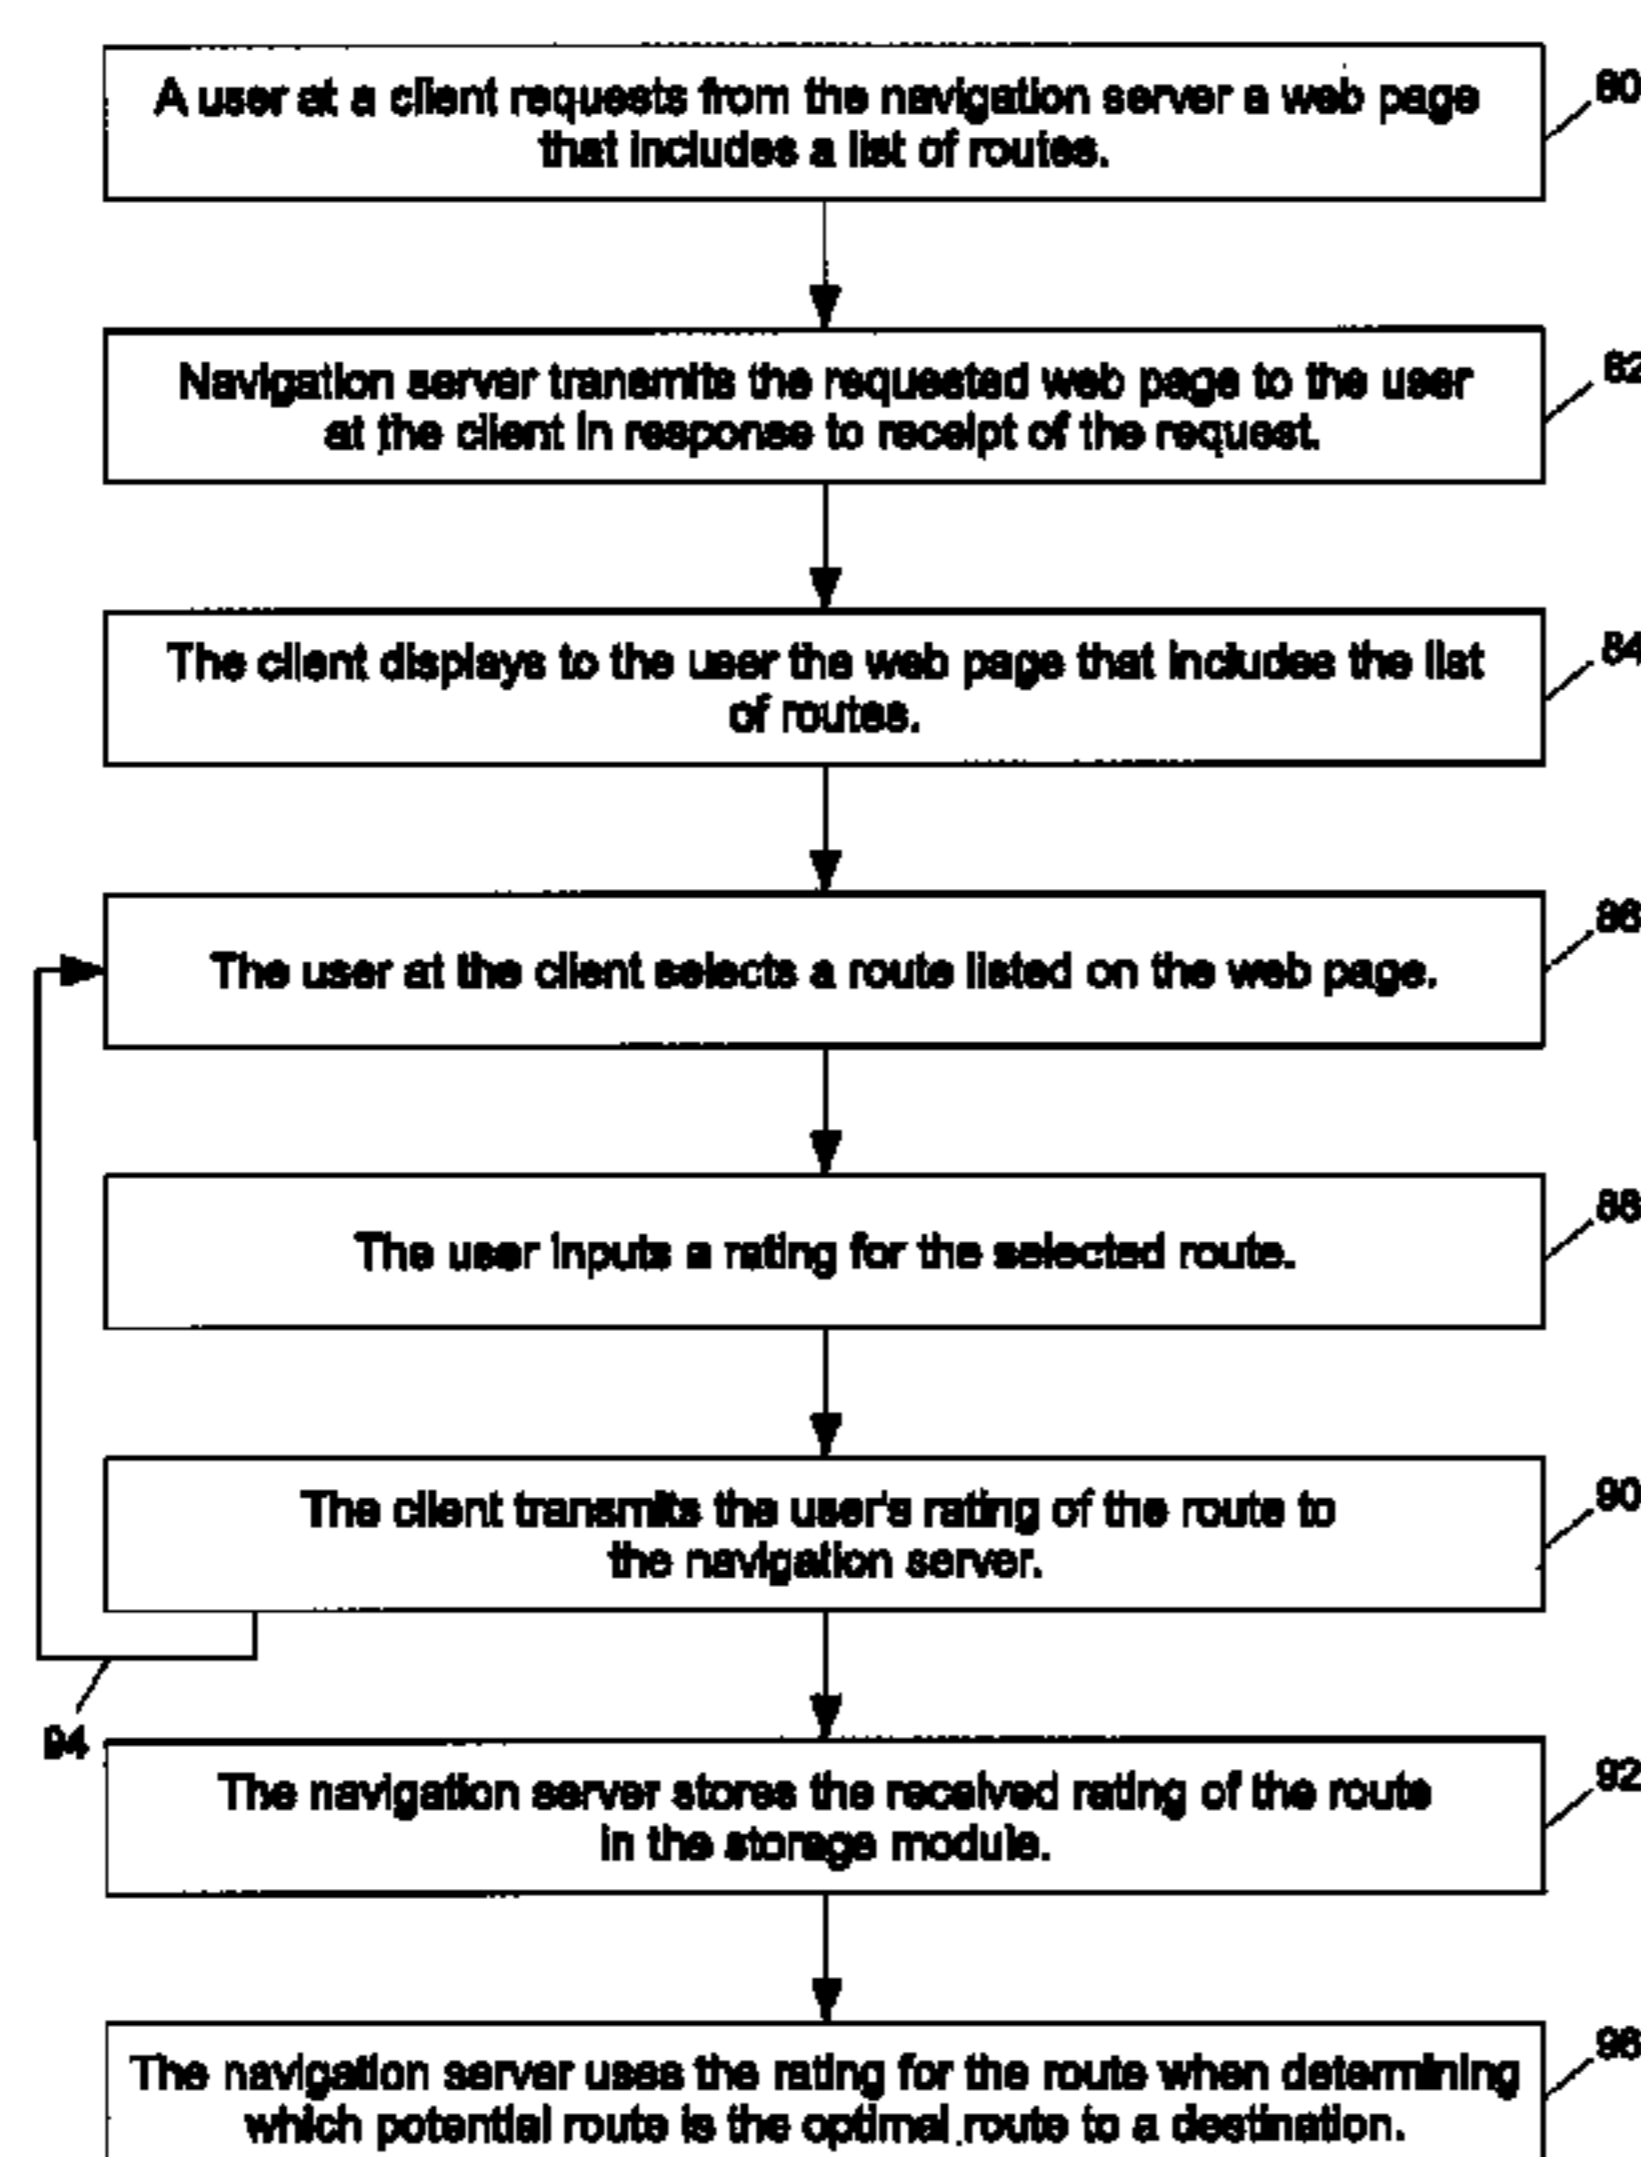 A user at a client requests from the navigation server a web page
that includes a list of routes.
80
Navigation server transmits the requested web page to the user
at the client in response to receipt of the request.
82
The client displays to the user the web page that includes the list
of routes.
84
The user at the client selects a route listed on the web page.
86
The user inputs a rating for the selected route.
88
The client transmits the user's rating of the route to
the navigation server.
90
94
The navigation server stores the received rating of the route
in the storage module.
92
The navigation server uses the rating for the route when determining
which potential route is the optimal route to a destination.